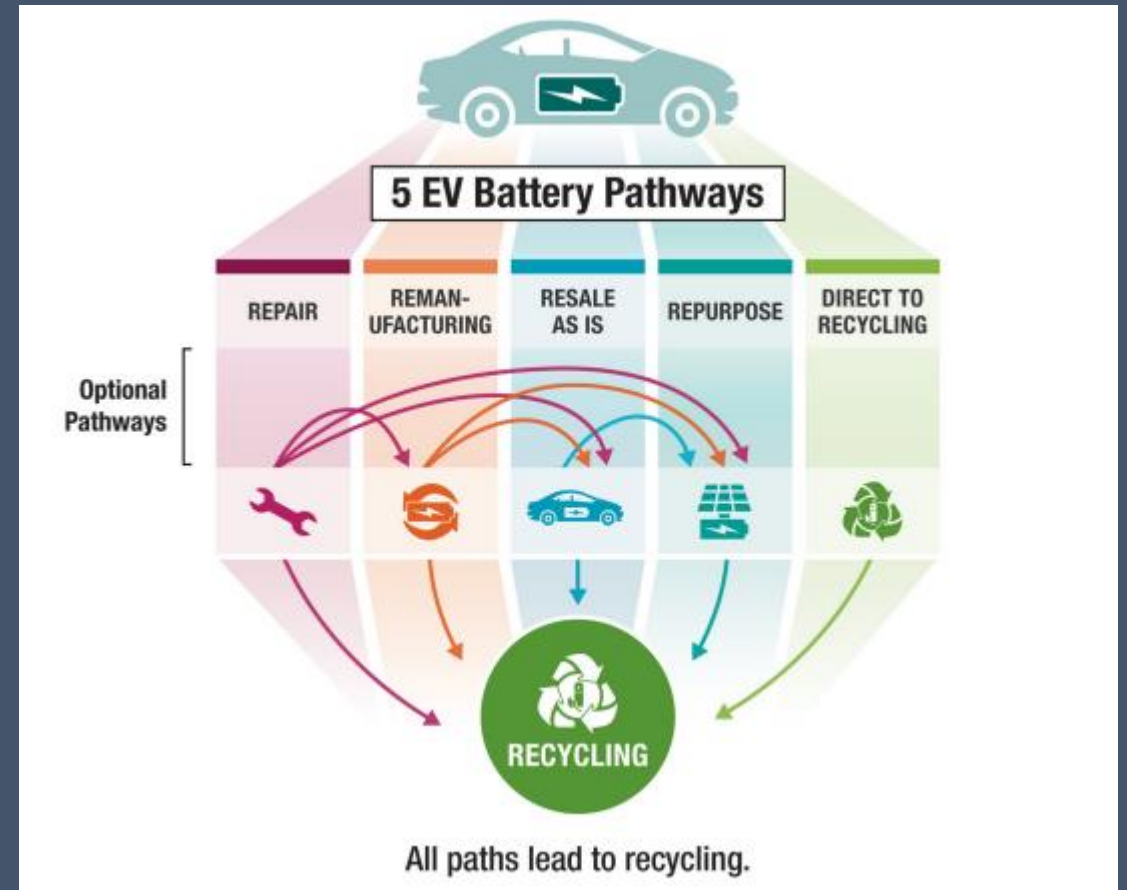 5 EV Battery Pathways
REPAIR
REMAN-
UFACTURING
RESALE
AS IS
REPURPOSE
DIRECT TO
RECYCLING
Optional
Pathways
RECYCLING
All paths lead to recycling.